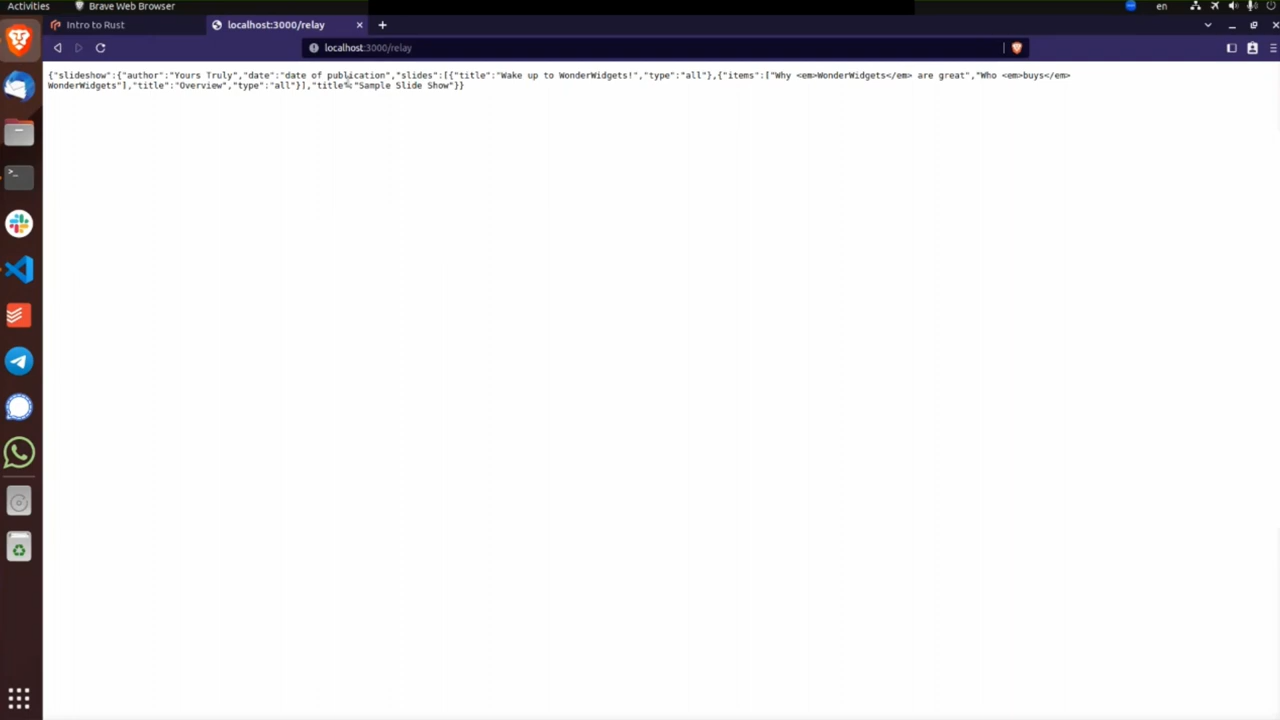 Activities
Brave Web Browser
en
Intro to Rust
localhost:3000/relay
localhost:3000/relay
{"slideshow":{"author":"Yours Truly","date":"date of publication","slides":[{"title":"Wake up to WonderWidgets!","type":"all"},{"items":["Why <em>WonderWidgets</em> are great","Who <em>buys</em>
WonderWidgets"],"title":"Overview","type":"all"}],"title":"Sample Slide Show"}}